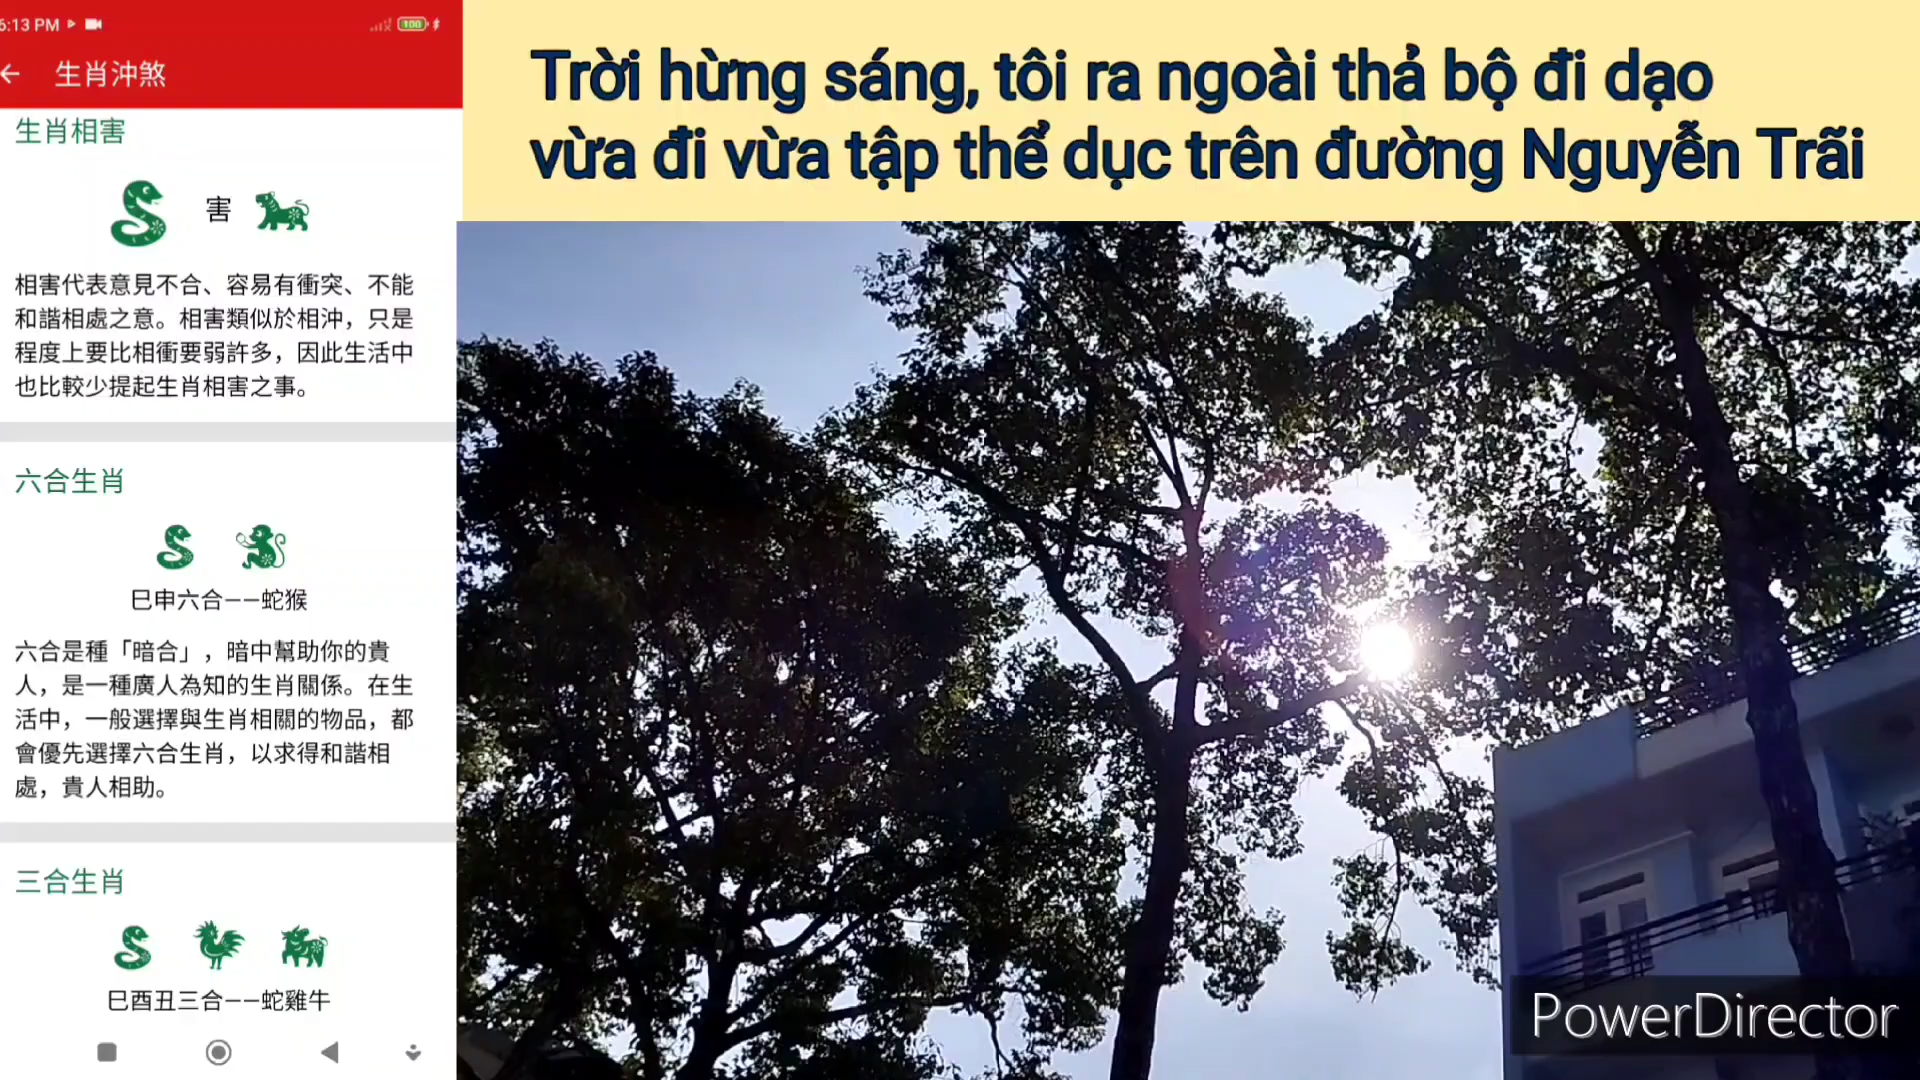 6:13 PM
100
生肖沖煞
生肖相害
害
相害代表意見不合、容易有衝突、不能
和諧相處之意。相害類似於相沖，只是
程度上要比相衝要弱許多，因此生活中
也比較少提起生肖相害之事。
六合生肖
巳申六合——蛇猴
六合是種「暗合」，暗中幫助你的貴
人，是一種廣人為知的生肖關係。在生
活中，一般選擇與生肖相關的物品，都
會優先選擇六合生肖，以求得和諧相
處，貴人相助。
三合生肖
巳酉丑三合——蛇雞牛
Trời hừng sáng, tôi ra ngoài thả bộ đi dạo
vừa đi vừa tập thể dục trên đường Nguyễn Trãi
PowerDirector